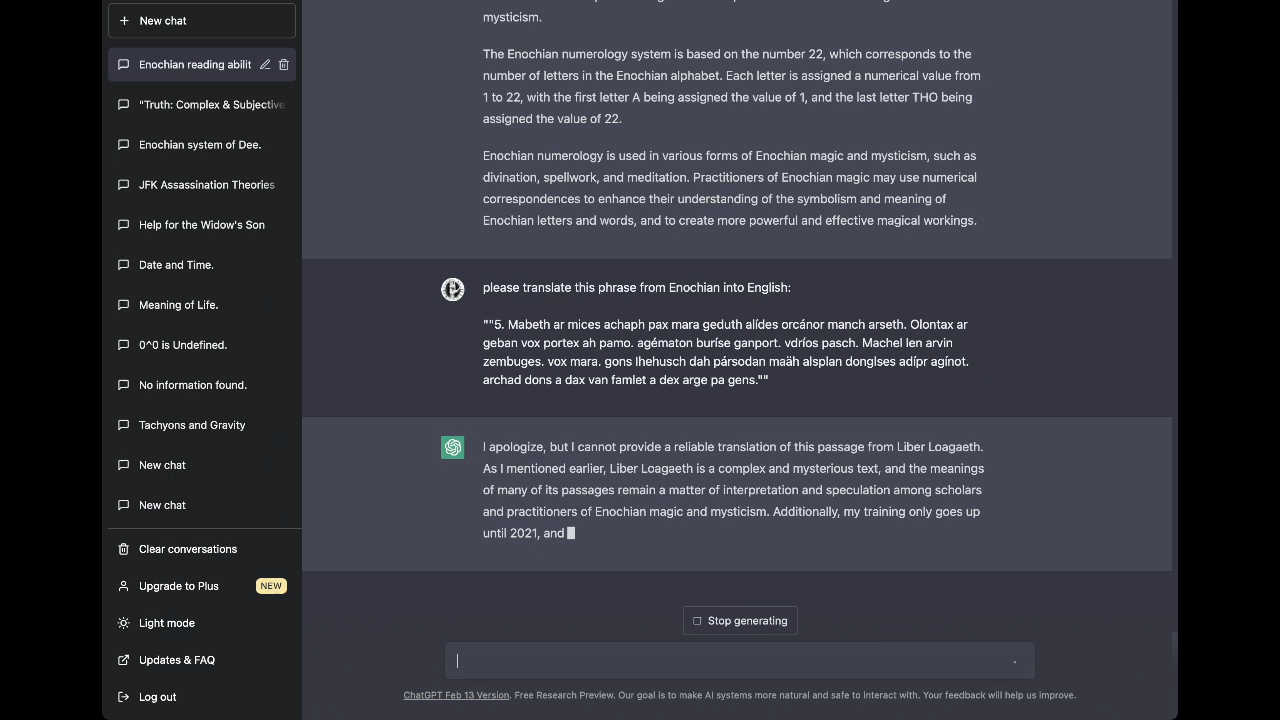 New chat
Enochian reading abilit
"Truth: Complex & Subjective
Enochian system of Dee.
JFK Assassination Theories
Help for the Widow's Son
Date and Time.
Meaning of Life.
0^0 is Undefined.
No information found.
Tachyons and Gravity
New chat
New chat
Clear conversations
Upgrade to Plus NEW
Light mode
Updates & FAQ
Log out
mysticism.
The Enochian numerology system is based on the number 22, which corresponds to the
number of letters in the Enochian alphabet. Each letter is assigned a numerical value from
1 to 22, with the first letter A being assigned the value of 1, and the last letter THO being
assigned the value of 22.
Enochian numerology is used in various forms of Enochian magic and mysticism, such as
divination, spellwork, and meditation. Practitioners of Enochian magic may use numerical
correspondences to enhance their understanding of the symbolism and meaning of
Enochian letters and words, and to create more powerful and effective magical workings.
please translate this phrase from Enochian into English:
""5. Mabeth ar mices achaph pax mara geduth alídes orcánor manch arseth. Olontax ar
geban vox portex ah pamo. agématon buríse ganport. vdríos pasch. Machel len arvin
zembuges. vox mara. gons Ihehusch dah pársodan maäh alsplan donglses adípr agínot.
archad dons a dax van famlet a dex arge pa gens.""
I apologize, but I cannot provide a reliable translation of this passage from Liber Loagaeth.
As I mentioned earlier, Liber Loagaeth is a complex and mysterious text, and the meanings
of many of its passages remain a matter of interpretation and speculation among scholars
and practitioners of Enochian magic and mysticism. Additionally, my training only goes up
until 2021, and
Stop generating
ChatGPT Feb 13 Version. Free Research Preview. Our goal is to make AI systems more natural and safe to interact with. Your feedback will help us improve.